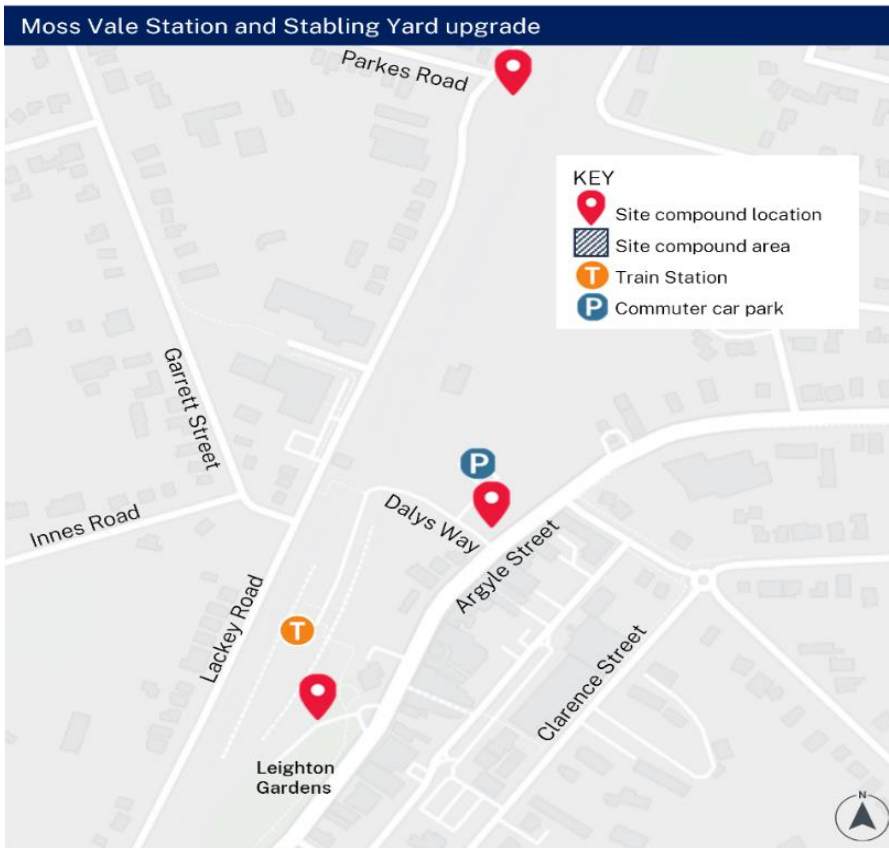 Moss Vale Station and Stabling Yard upgrade
Parkes Road
KEY
Site compound location
Site compound area
T Train Station
P Commuter car park
Garrett Street
P
Dalys Way
Innes Road
Argyle Street
Lackey Road
T
Clarence Street
Leighton
Gardens
N